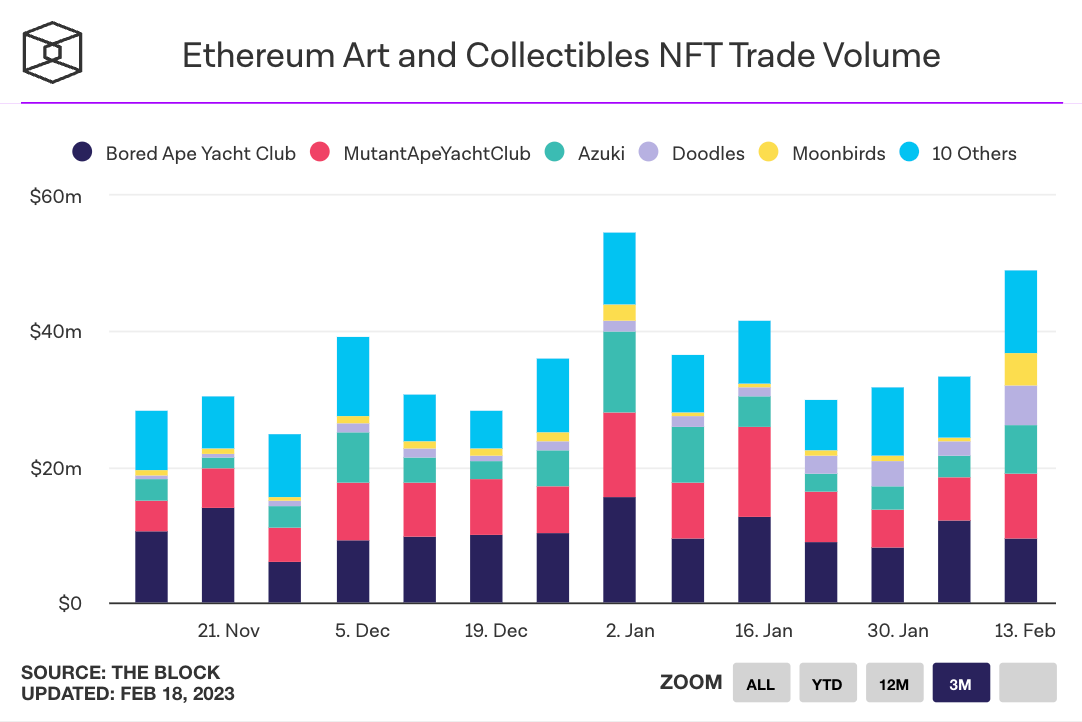 Ethereum Art and Collectibles NFT Trade Volume
Bored Ape Yacht Club MutantApeYachtClub Azuki Doodles Moonbirds 10 Others
$60m
$40m
$20m
$0
21. Nov 5. Dec 19. Dec 2. Jan 16. Jan 30. Jan 13. Feb
SOURCE: THE BLOCK
UPDATED: FEB 18, 2023
ZOOM ALL YTD 12M 3M